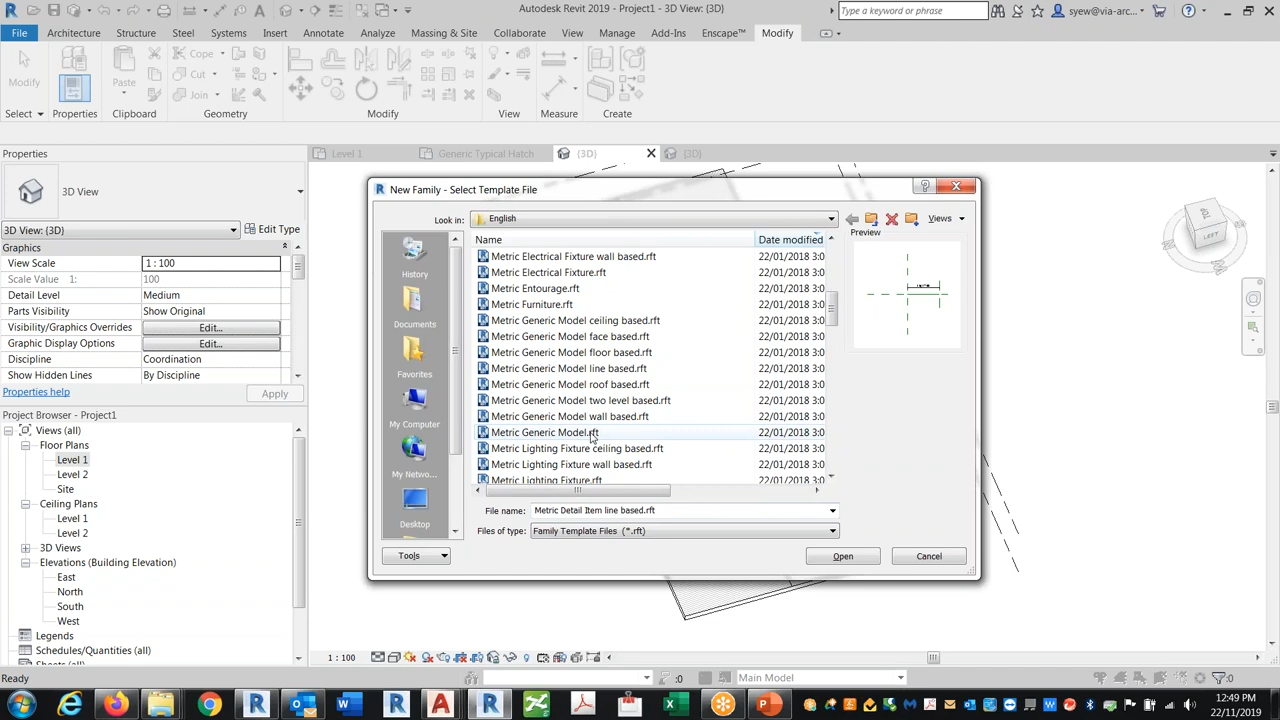 Autodesk Revit 2019 - Project1 - 3D View: {3D}
Type a keyword or phrase
syew@via-arc...
File
Architecture
Structure
Steel
Systems
Insert
Annotate
Analyze
Massing & Site
Collaborate
View
Manage
Add-Ins
Enscape™
Modify
Modify
Paste
Cope
Cut
Join
Select
Properties
Clipboard
Geometry
Modify
View
Measure
Create
Properties
Level 1
Generic Typical Hatch
{3D}
{3D}
3D View
3D View: {3D}
Edit Type
Graphics
View Scale
1 : 100
Scale Value 1:
100
Detail Level
Medium
Parts Visibility
Show Original
Visibility/Graphics Overrides
Edit...
Graphic Display Options
Edit...
Discipline
Coordination
Show Hidden Lines
By Discipline
Properties help
Apply
Project Browser - Project1
Views (all)
Floor Plans
Level 1
Level 2
Site
Ceiling Plans
Level 1
Level 2
3D Views
Elevations (Building Elevation)
East
North
South
West
Legends
Schedules/Quantities (all)
Sheets (all)
New Family - Select Template File
Look in:
English
Views
Preview
History
Documents
Favorites
My Computer
My Netwo...
Desktop
Name
Date modified
Metric Electrical Fixture wall based.rft 22/01/2018 3:0
Metric Electrical Fixture.rft 22/01/2018 3:0
Metric Entourage.rft 22/01/2018 3:0
Metric Furniture.rft 22/01/2018 3:0
Metric Generic Model ceiling based.rft 22/01/2018 3:0
Metric Generic Model face based.rft 22/01/2018 3:0
Metric Generic Model floor based.rft 22/01/2018 3:0
Metric Generic Model line based.rft 22/01/2018 3:0
Metric Generic Model roof based.rft 22/01/2018 3:0
Metric Generic Model two level based.rft 22/01/2018 3:0
Metric Generic Model wall based.rft 22/01/2018 3:0
Metric Generic Model.rft 22/01/2018 3:0
Metric Lighting Fixture ceiling based.rft 22/01/2018 3:0
Metric Lighting Fixture wall based.rft 22/01/2018 3:0
Metric Lighting Fixture.rft 22/01/2018 3:0
File name:
Metric Detail Item line based.rft
Files of type:
Family Template Files (*.rft)
Tools
Open
Cancel
TOP
LEFT
1 : 100
Ready
:0
Main Model
:0
12:49 PM
22/11/2019